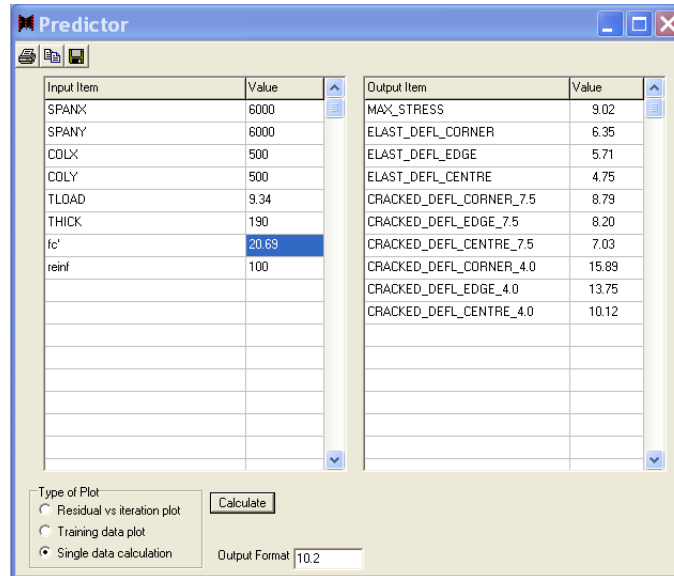 Predictor
Input Item Value Output Item Value
SPANX 6000 MAX_STRESS 9.02
SPANY 6000 ELAST_DEFL_CORNER 6.35
COLX 500 ELAST_DEFL_EDGE 5.71
COLY 500 ELAST_DEFL_CENTRE 4.75
TLOAD 9.34 CRACKED_DEFL_CORNER_7.5 8.79
THICK 190 CRACKED_DEFL_EDGE_7.5 8.20
fc' 20.69 CRACKED_DEFL_CENTRE_7.5 7.03
reinf 100 CRACKED_DEFL_CORNER_4.0 15.89
CRACKED_DEFL_EDGE_4.0 13.75
CRACKED_DEFL_CENTRE_4.0 10.12
Type of Plot
Residual vs iteration plot Calculate
Training data plot
Single data calculation Output Format 10.2